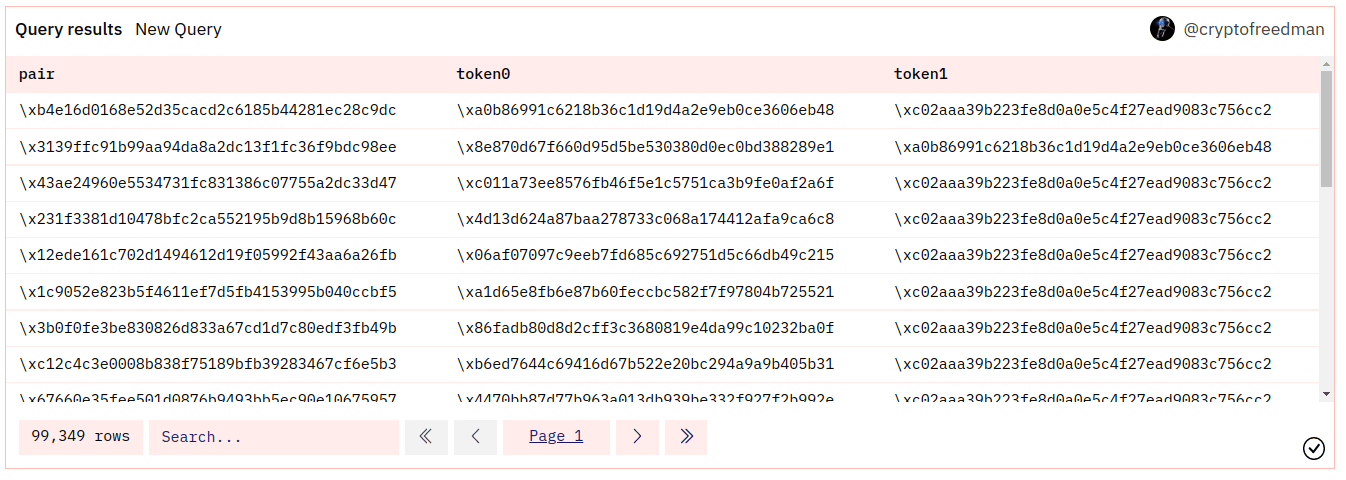 Query results New Query @cryptofreedman
pair token0 token1
\xb4e16d0168e52d35cacd2c6185b44281ec28c9dc \xa0b86991c6218b36c1d19d4a2e9eb0ce3606eb48 \xc02aaa39b223fe8d0a0e5c4f27ead9083c756cc2
\x3139ffc91b99aa94da8a2dc13f1fc36f9bdc98ee \x8e870d67f660d95d5be530380d0ec0bd388289e1 \xa0b86991c6218b36c1d19d4a2e9eb0ce3606eb48
\x43ae24960e5534731fc831386c07755a2dc33d47 \xc011a73ee8576fb46f5e1c5751ca3b9fe0af2a6f \xc02aaa39b223fe8d0a0e5c4f27ead9083c756cc2
\x231f3381d10478bfc2ca552195b9d8b15968b60c \x4d13d624a87baa278733c068a174412afa9ca6c8 \xc02aaa39b223fe8d0a0e5c4f27ead9083c756cc2
\x12ede161c702d1494612d19f05992f43aa6a26fb \x06af07097c9eeb7fd685c692751d5c66db49c215 \xc02aaa39b223fe8d0a0e5c4f27ead9083c756cc2
\x1c9052e823b5f4611ef7d5fb4153995b040ccbf5 \xa1d65e8fb6e87b60feccbc582f7f97804b725521 \xc02aaa39b223fe8d0a0e5c4f27ead9083c756cc2
\x3b0f0fe3be830826d833a67cd1d7c80edf3fb49b \x86fadb80d8d2cff3c3680819e4da99c10232ba0f \xc02aaa39b223fe8d0a0e5c4f27ead9083c756cc2
\xc12c4c3e0008b838f75189bfb39283467cf6e5b3 \xb6ed7644c69416d67b522e20bc294a9a9b405b31 \xc02aaa39b223fe8d0a0e5c4f27ead9083c756cc2
\x67660e35fee501d0876b9493bb5ec90e10675957 \x4470bb87d77b963a013db939be332f927f2b992e \xc02aaa39b223fe8d0a0e5c4f27ead9083c756cc2
99,349 rows Search... Page 1